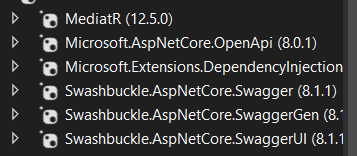 MediatR (12.5.0)
Microsoft.AspNetCore.OpenApi (8.0.1)
Microsoft.Extensions.DependencyInjection
Swashbuckle.AspNetCore.Swagger (8.1.1)
Swashbuckle.AspNetCore.SwaggerGen (8.1
Swashbuckle.AspNetCore.SwaggerUI (8.1.1